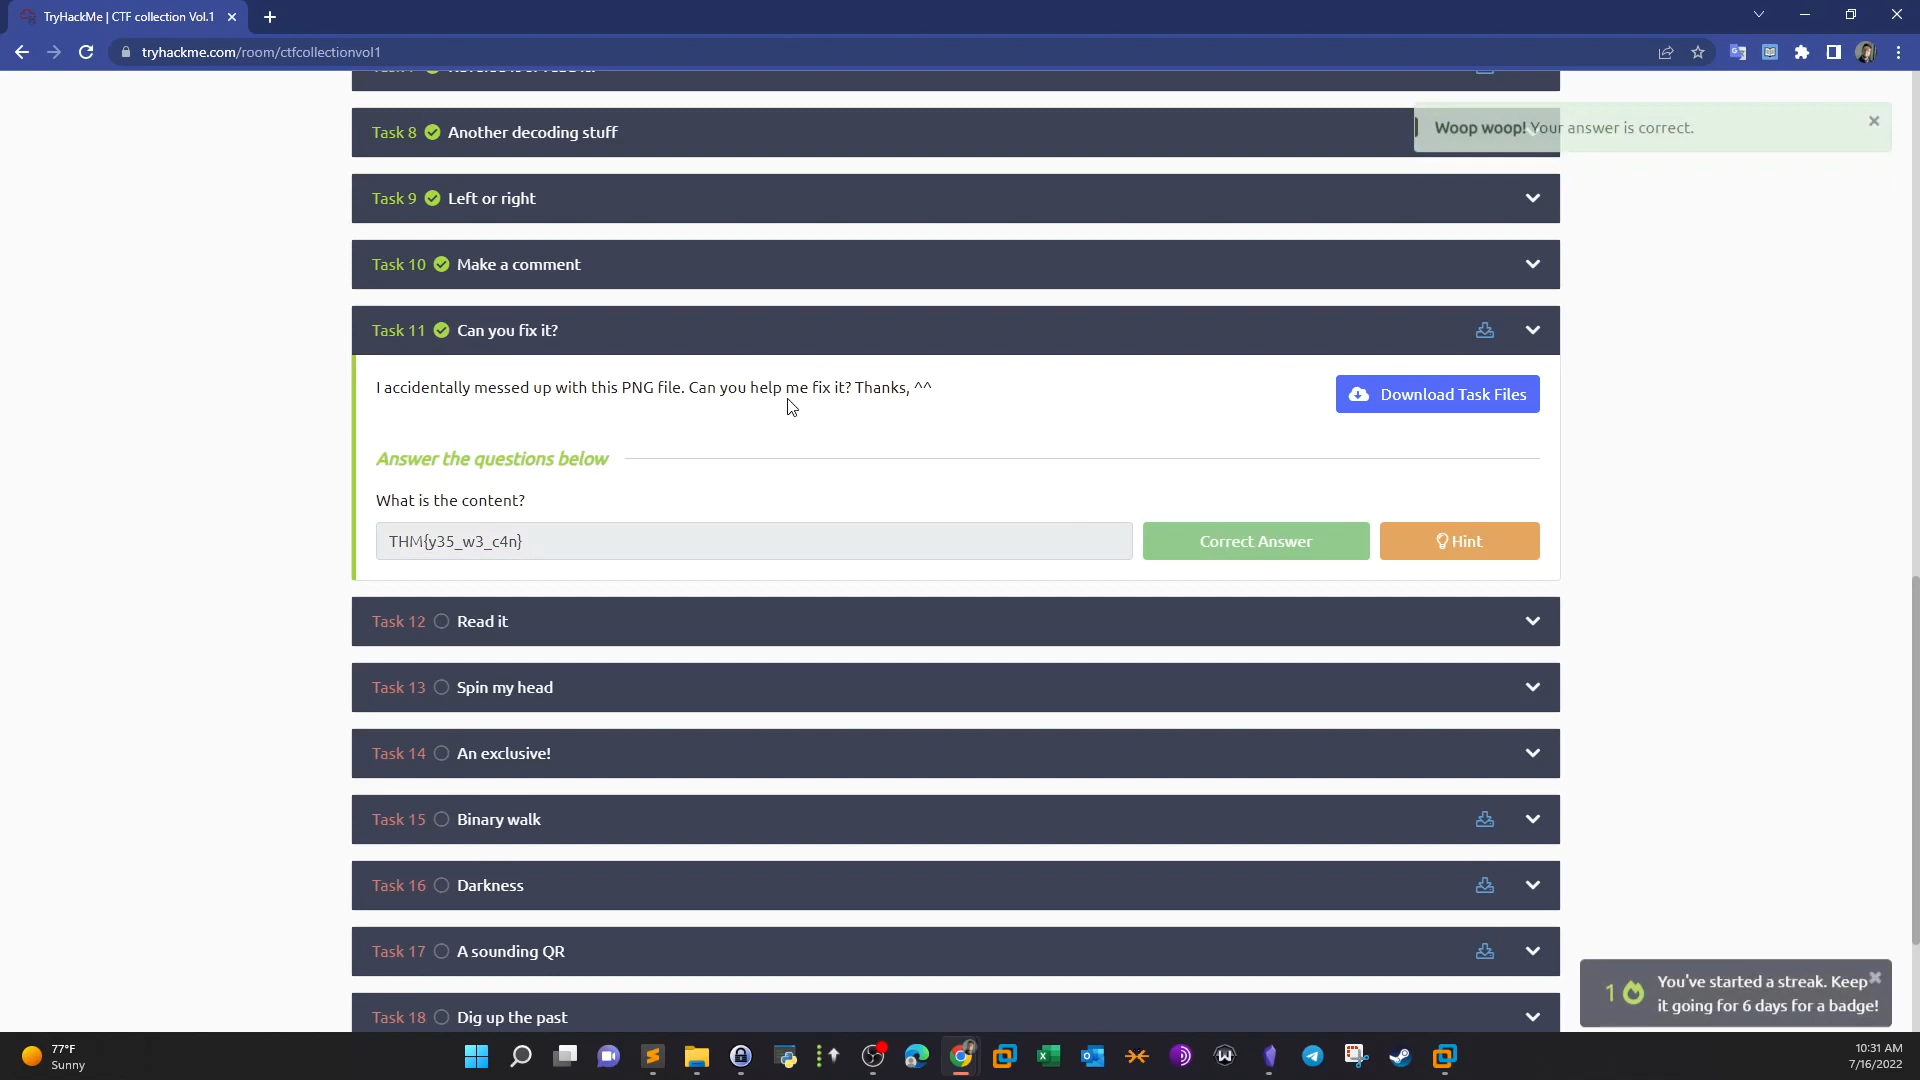 TryHackMe | CTF collection Vol.1
tryhackme.com/room/ctfcollectionvol1
Task 8 Another decoding stuff
Woop woop! Your answer is correct.
Task 9 Left or right
Task 10 Make a comment
Task 11 Can you fix it?
I accidentally messed up with this PNG file. Can you help me fix it? Thanks, ^^
Download Task Files
Answer the questions below
What is the content?
THM{y35_w3_c4n}
Correct Answer
Hint
Task 12 Read it
Task 13 Spin my head
Task 14 An exclusive!
Task 15 Binary walk
Task 16 Darkness
Task 17 A sounding QR
Task 18 Dig up the past
1 You've started a streak. Keep
it going for 6 days for a badge!
77°F
Sunny
10:31 AM
7/16/2022